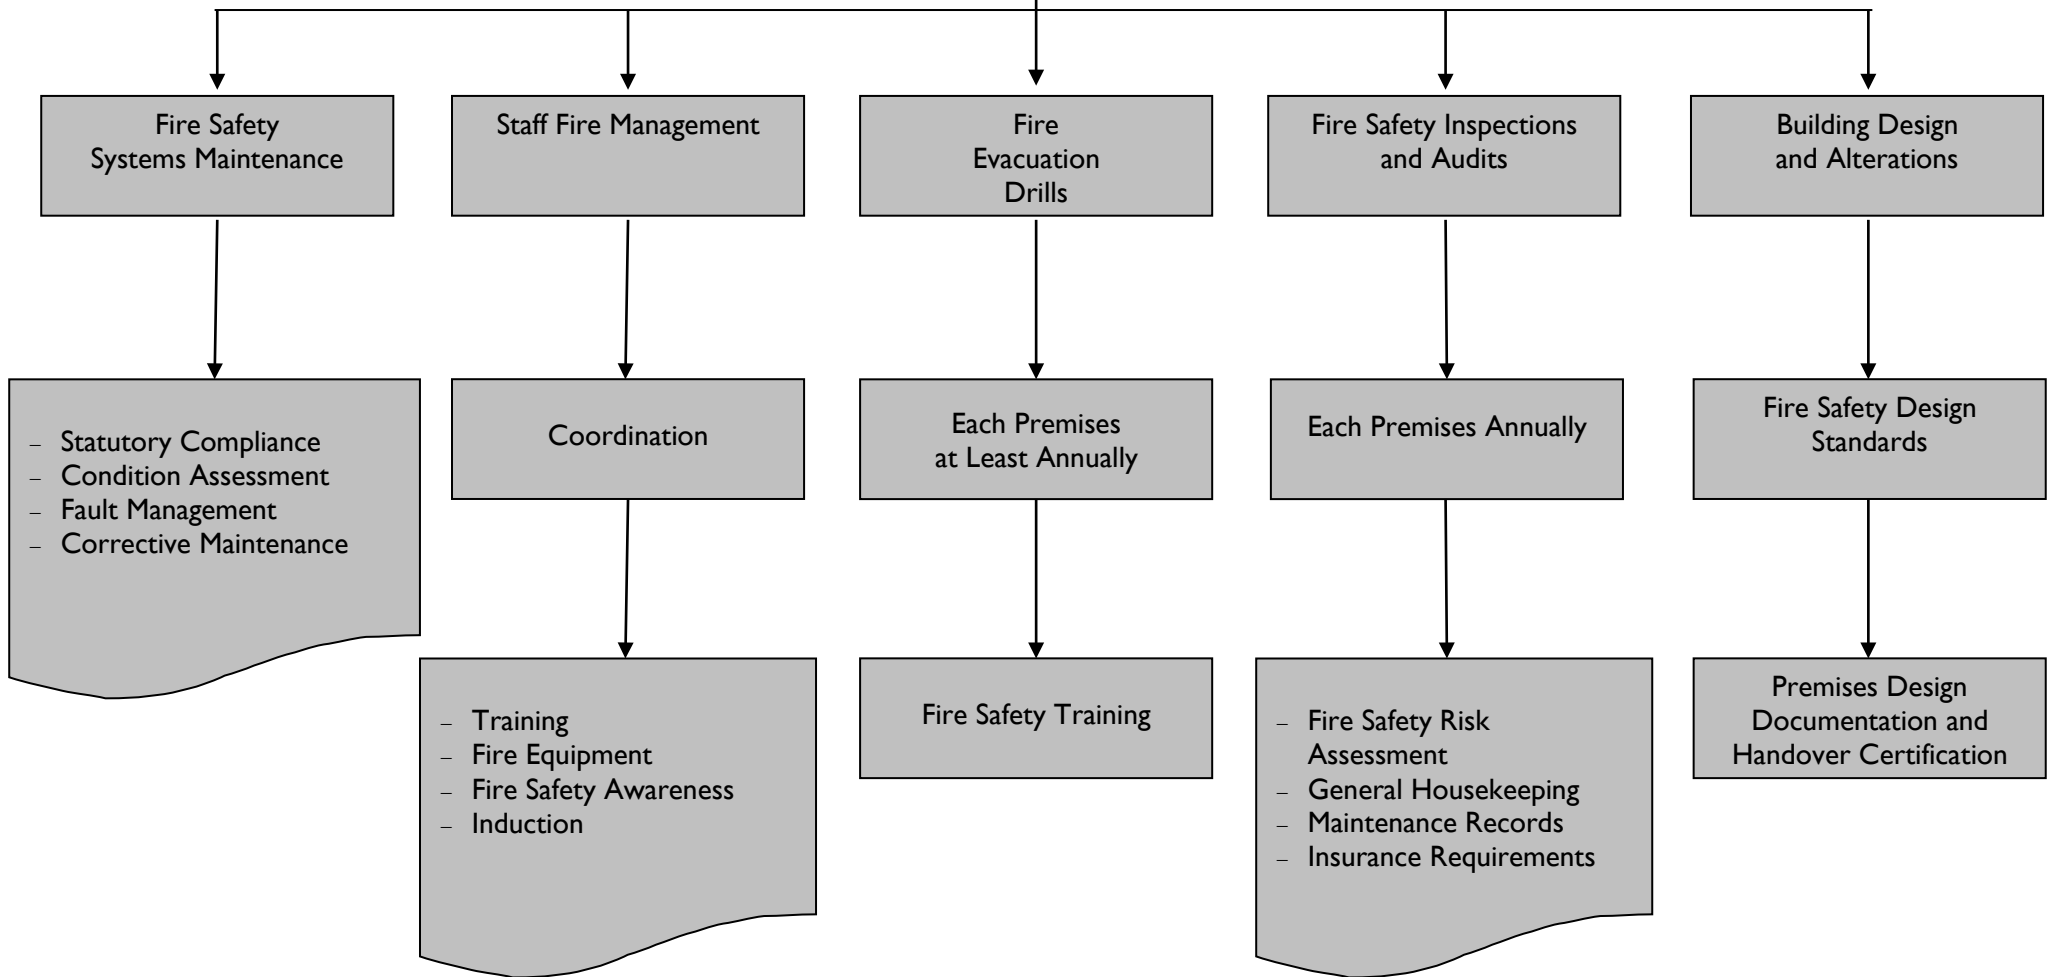 Fire Safety
Systems Maintenance
Staff Fire Management
Fire
Evacuation
Drills
Fire Safety Inspections
and Audits
Building Design
and Alterations
– Statutory Compliance
– Condition Assessment
– Fault Management
– Corrective Maintenance
Coordination
Each Premises
at Least Annually
Each Premises Annually
Fire Safety Design
Standards
– Training
– Fire Equipment
– Fire Safety Awareness
– Induction
Fire Safety Training
– Fire Safety Risk
Assessment
– General Housekeeping
– Maintenance Records
– Insurance Requirements
Premises Design
Documentation and
Handover Certification